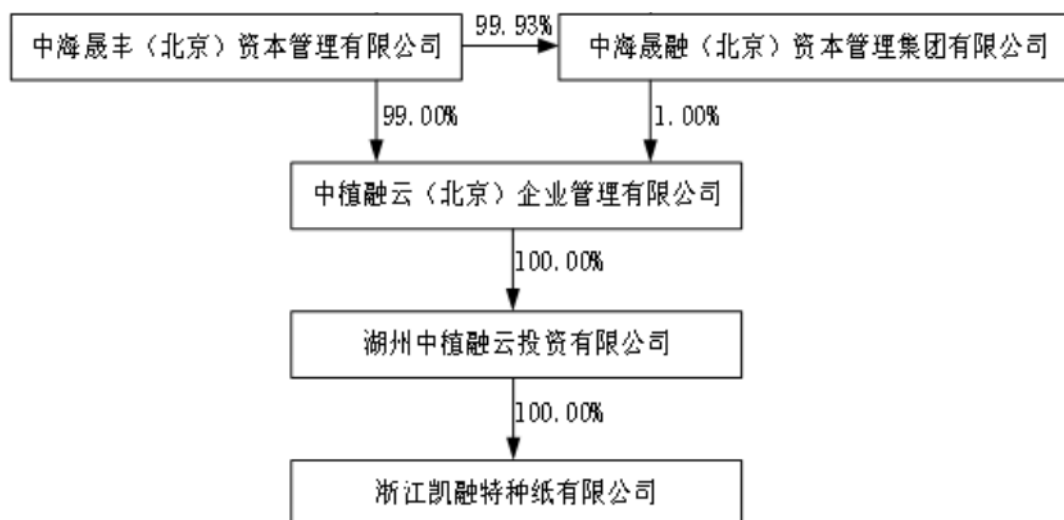 99.93%
中海晟丰（北京）资本管理有限公司
中海晟融（北京）资本管理集团有限公司
99.00%
1.00%
中植融云（北京）企业管理有限公司
100.00%
湖州中植融云投资有限公司
100.00%
浙江凯融特种纸有限公司